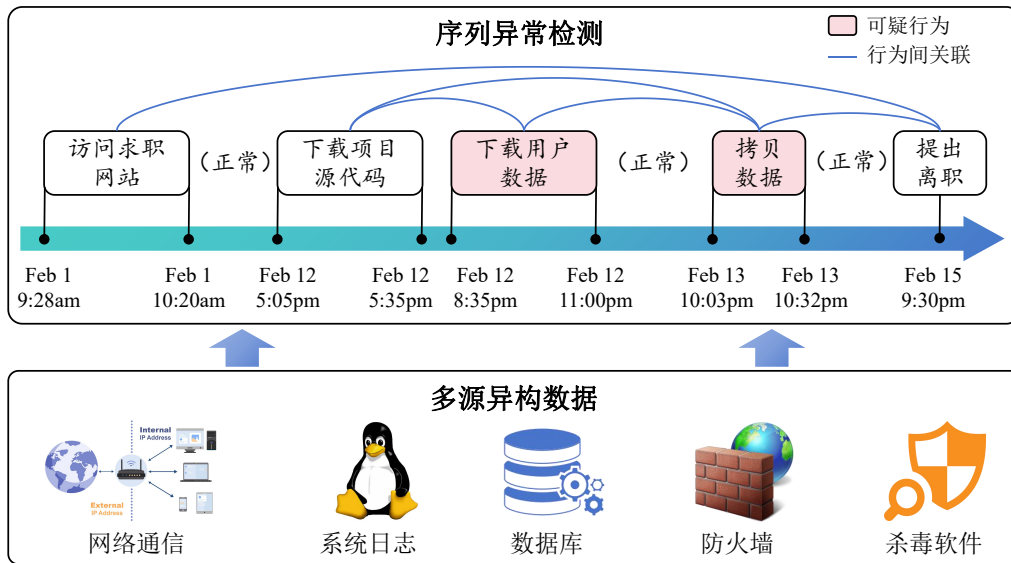 序列异常检测
可疑行为
行为间关联
访问求职
网站
（正常）
下载项目
源代码
下载用户
数据
（正常）
拷贝
数据
（正常）
提出
离职
Feb 1
9:28am
Feb 1
10:20am
Feb 12
5:05pm
Feb 12
5:35pm
Feb 12
8:35pm
Feb 12
11:00pm
Feb 13
10:03pm
Feb 13
10:32pm
Feb 15
9:30pm
多源异构数据
Internal
IP Address
External
IP Address
网络通信
系统日志
数据库
防火墙
杀毒软件